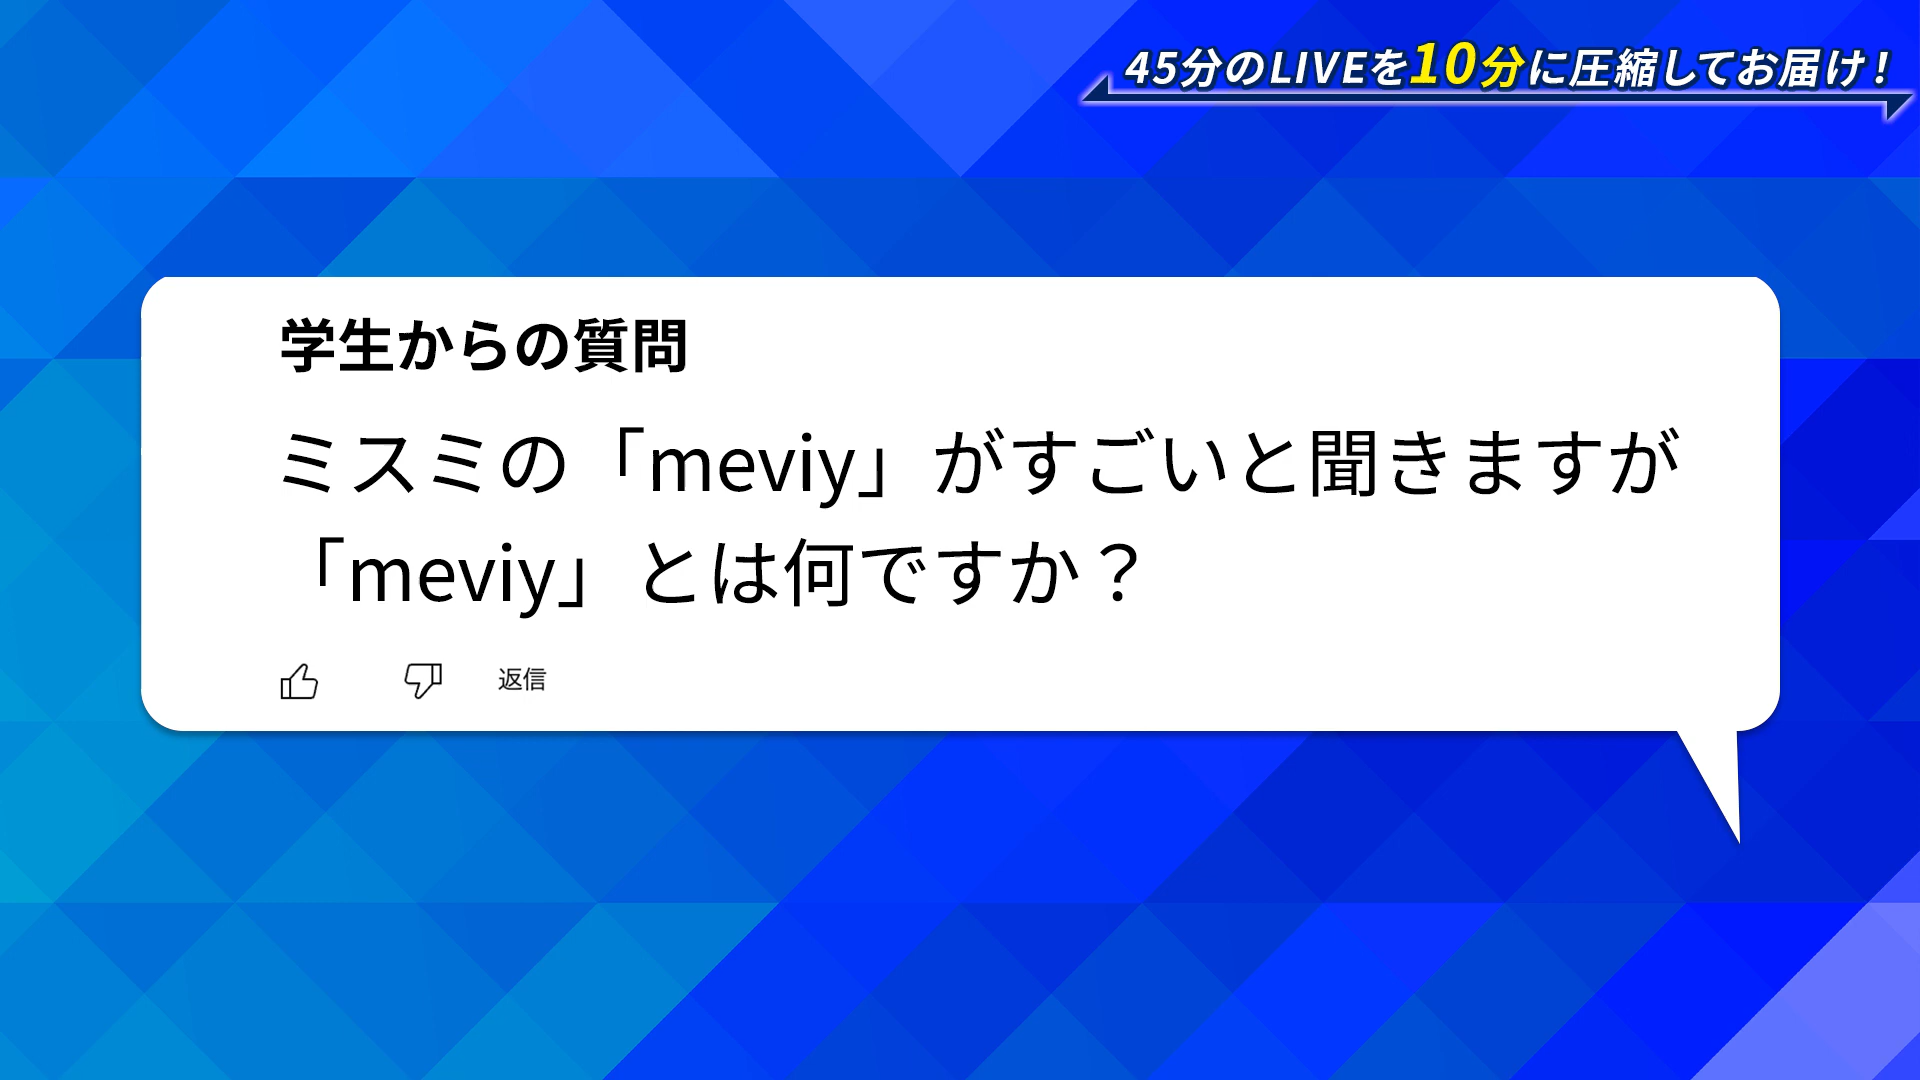 45分のLIVEを10分に圧縮してお届け！
学生からの質問
ミスミの「meviy」がすごいと聞きますが
「meviy」とは何ですか？
返信